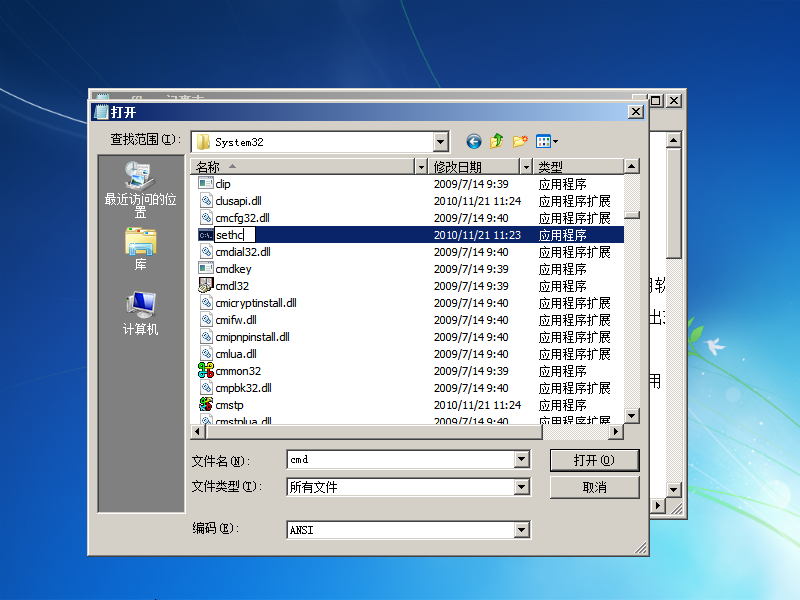 打开
查找范围(I):
System32
名称 修改日期 类型
clip 2009/7/14 9:39 应用程序
clusapi.dll 2010/11/21 11:24 应用程序扩展
cmcfg32.dll 2009/7/14 9:40 应用程序扩展
sethc 2010/11/21 11:23 应用程序
cmdial32.dll 2009/7/14 9:40 应用程序扩展
cmdkey 2009/7/14 9:39 应用程序
cmdl32 2009/7/14 9:39 应用程序
cmicryptinstall.dll 2009/7/14 9:40 应用程序扩展
cmifw.dll 2009/7/14 9:40 应用程序扩展
cmipnpinstall.dll 2009/7/14 9:40 应用程序扩展
cmlua.dll 2009/7/14 9:40 应用程序扩展
cmmon32 2009/7/14 9:39 应用程序
cmpbk32.dll 2009/7/14 9:40 应用程序扩展
cmstp 2010/11/21 11:24 应用程序
cmstplua.dll 2009/7/14 9:40 应用程序扩展
最近访问的位
置
库
计算机
文件名(N):
cmd
打开(O)
文件类型(T):
所有文件
取消
编码(E):
ANSI
用